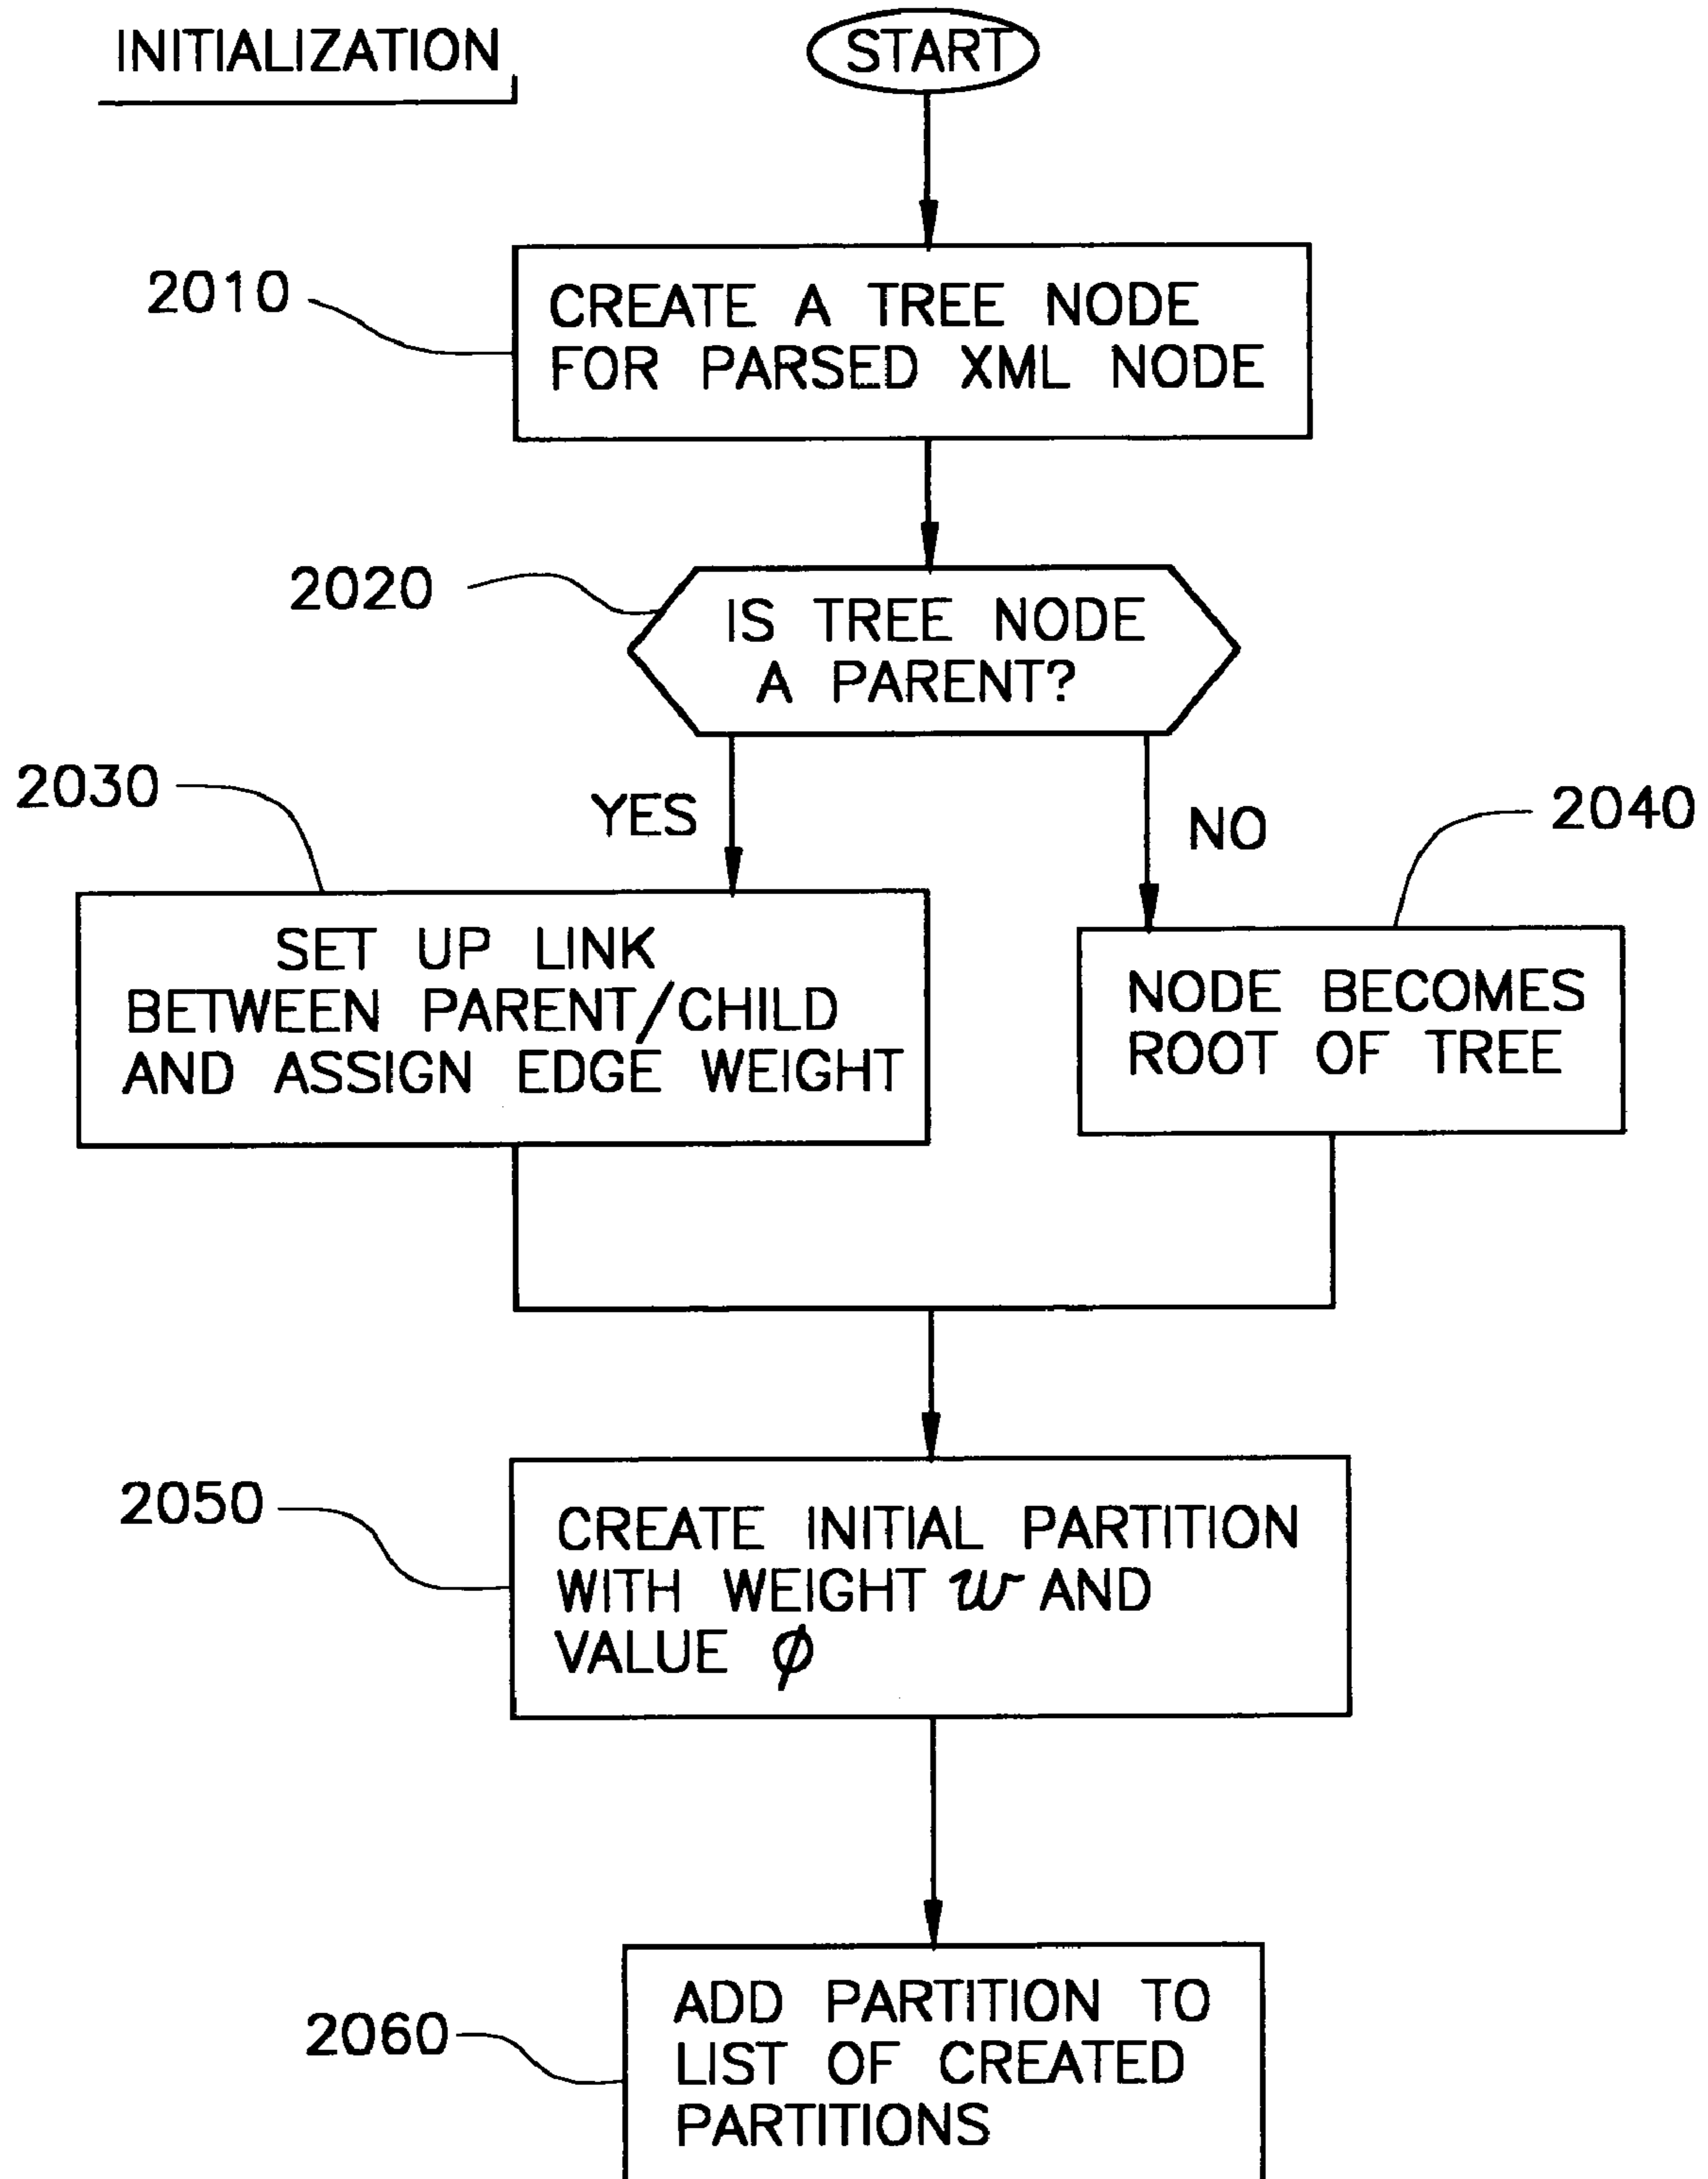 INITIALIZATION
START
2010
CREATE A TREE NODE
FOR PARSED XML NODE
2020
IS TREE NODE
A PARENT?
2030
YES
NO
2040
SET UP LINK
BETWEEN PARENT/CHILD
AND ASSIGN EDGE WEIGHT
NODE BECOMES
ROOT OF TREE
2050
CREATE INITIAL PARTITION
WITH WEIGHT w AND
VALUE ϕ
2060
ADD PARTITION TO
LIST OF CREATED
PARTITIONS